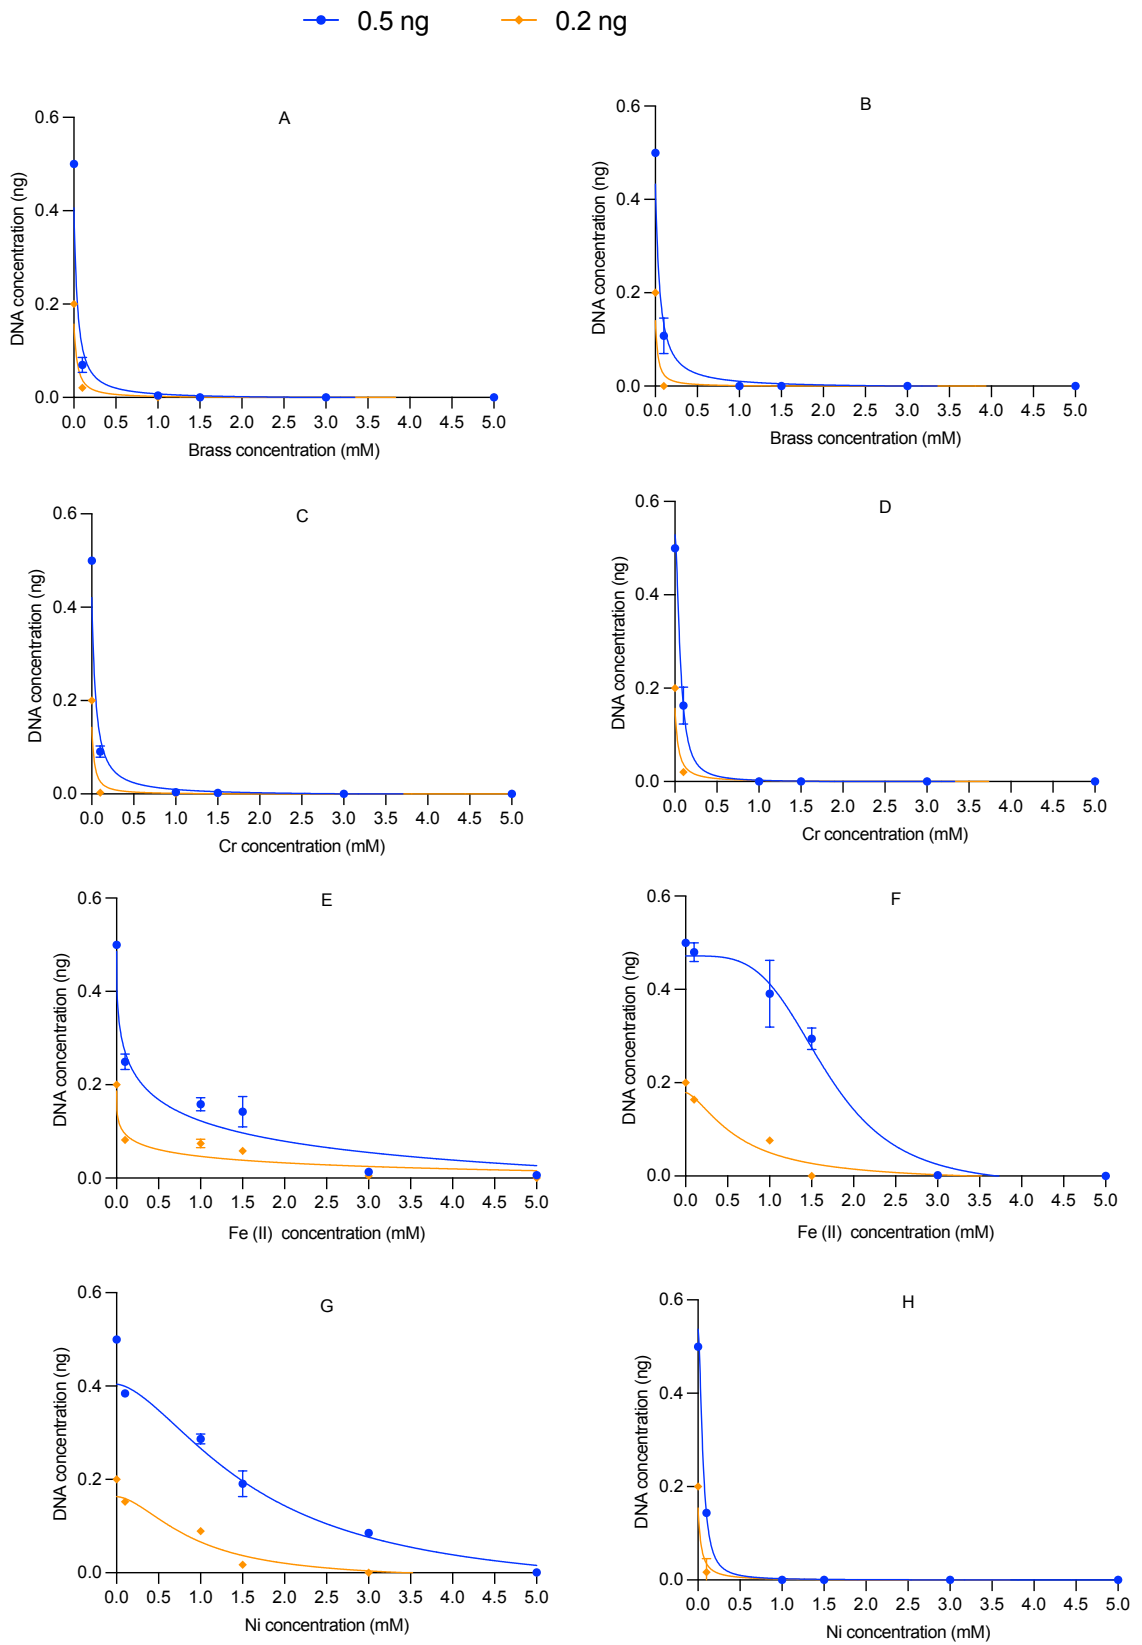 0.5 ng 0.2 ng
A
0.6
0.4
0.2
0.0
DNA concentration (ng)
0.0 0.5 1.0 1.5 2.0 2.5 3.0 3.5 4.0 4.5 5.0
Brass concentration (mM)
B
0.6
0.4
0.2
0.0
DNA concentration (ng)
0.0 0.5 1.0 1.5 2.0 2.5 3.0 3.5 4.0 4.5 5.0
Brass concentration (mM)
C
0.6
0.4
0.2
0.0
DNA concentration (ng)
0.0 0.5 1.0 1.5 2.0 2.5 3.0 3.5 4.0 4.5 5.0
Cr concentration (mM)
D
0.6
0.4
0.2
0.0
DNA concentration (ng)
0.0 0.5 1.0 1.5 2.0 2.5 3.0 3.5 4.0 4.5 5.0
Cr concentration (mM)
E
0.6
0.4
0.2
0.0
DNA concentration (ng)
0.0 0.5 1.0 1.5 2.0 2.5 3.0 3.5 4.0 4.5 5.0
Fe (II) concentration (mM)
F
0.6
0.4
0.2
0.0
DNA concentration (ng)
0.0 0.5 1.0 1.5 2.0 2.5 3.0 3.5 4.0 4.5 5.0
Fe (II) concentration (mM)
G
0.6
0.4
0.2
0.0
DNA concentration (ng)
0.0 0.5 1.0 1.5 2.0 2.5 3.0 3.5 4.0 4.5 5.0
Ni concentration (mM)
H
0.6
0.4
0.2
0.0
DNA concentration (ng)
0.0 0.5 1.0 1.5 2.0 2.5 3.0 3.5 4.0 4.5 5.0
Ni concentration (mM)